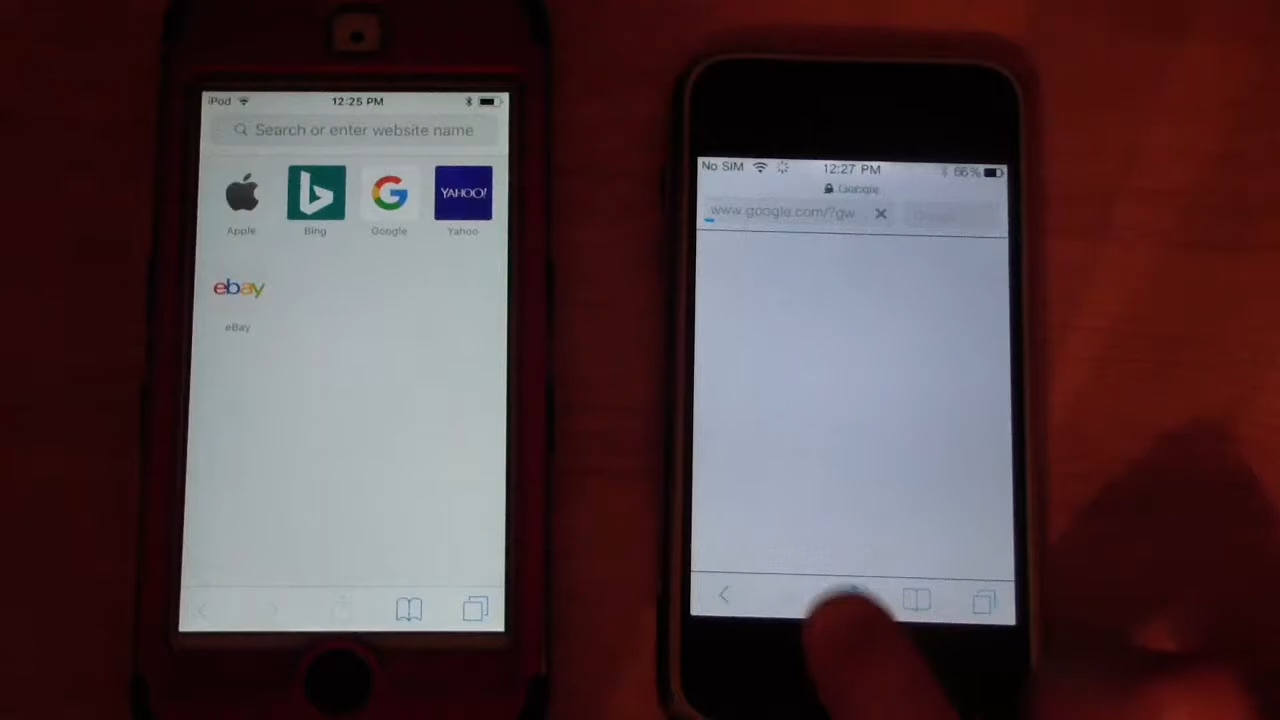 iPod 12:25 PM
Search or enter website name
YAHOO!
Apple Bing Google Yahoo
ebay
eBay
No SIM 12:27 PM 66%
Google
www.google.com/?gw